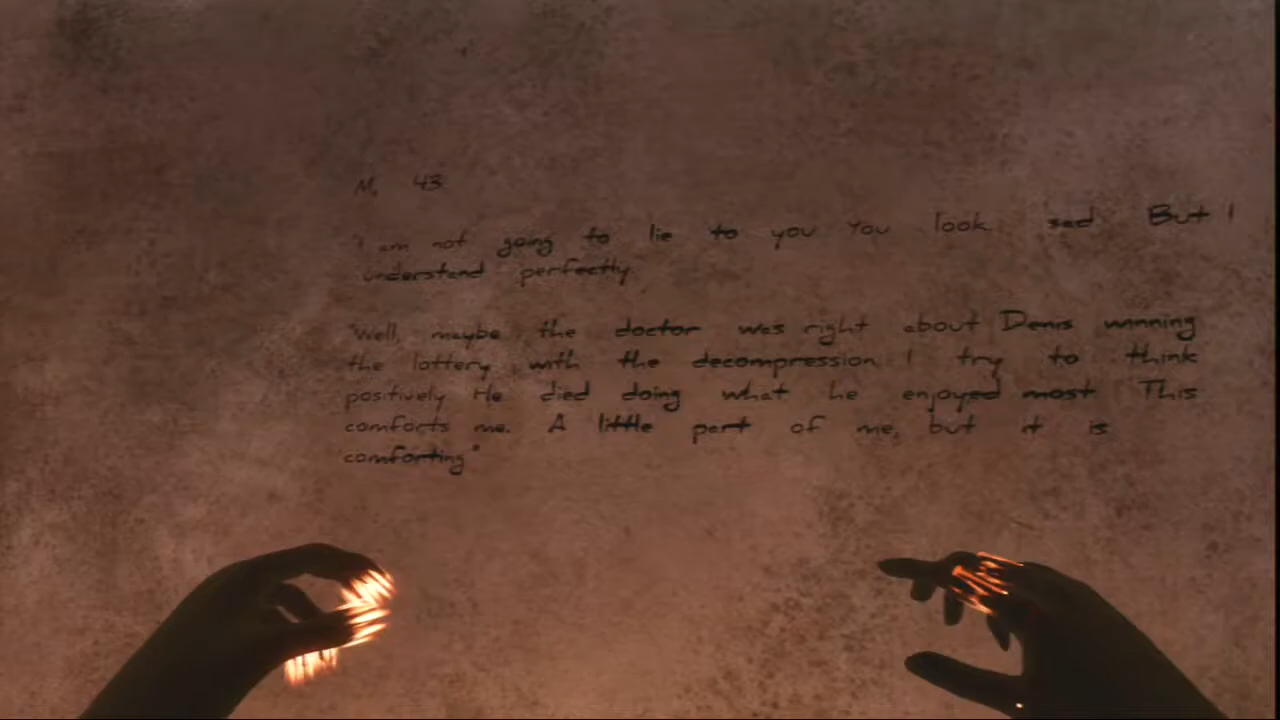 M, 43
"I am not going to lie to you You look sad But I
understand perfectly
"Well, maybe the doctor was right about Denis winning
the lottery with the decompression I try to think
positively He died doing what he enjoyed most This
comforts me. A little part of me, but it is
comforting"